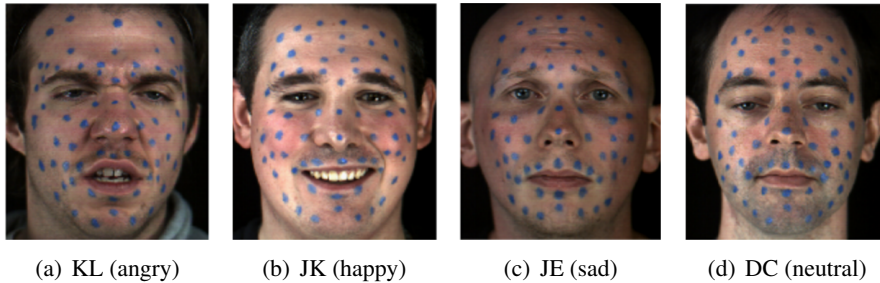 (a) KL (angry)
(b) JK (happy)
(c) JE (sad)
(d) DC (neutral)